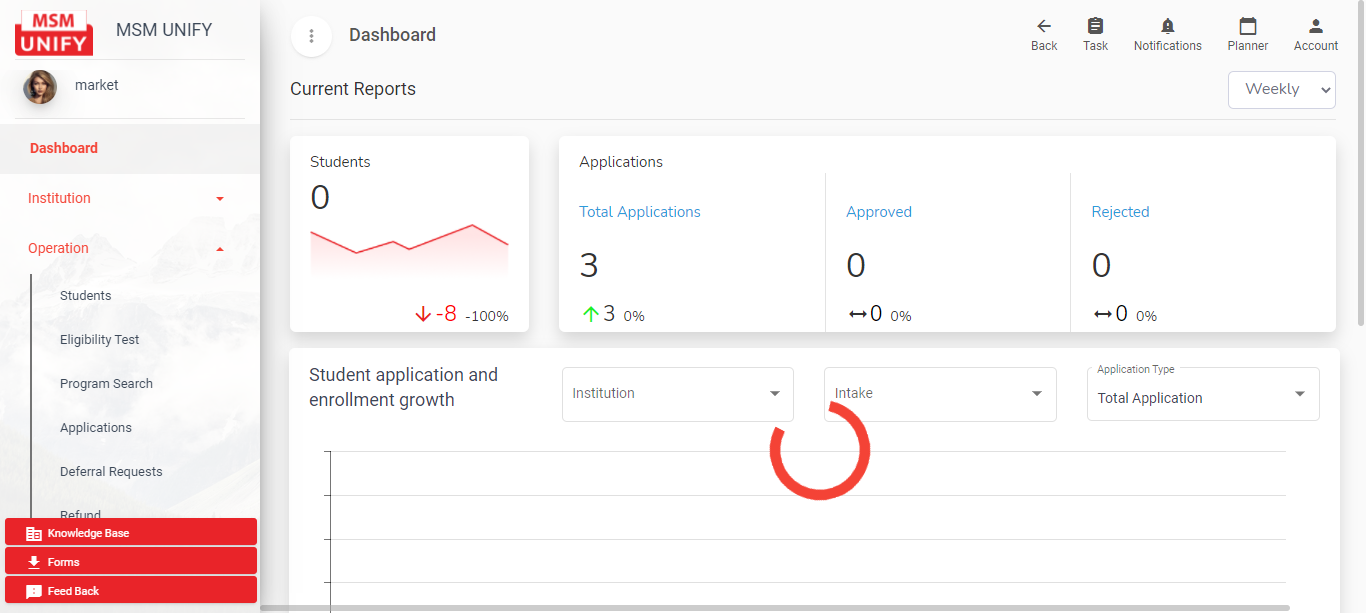 MSM
UNIFY
MSM UNIFY
market
Dashboard
Institution
Operation
Students
Eligibility Test
Program Search
Applications
Deferral Requests
Refund
Knowledge Base
Forms
Feed Back
Dashboard
Back
Task
Notifications
Planner
Account
Current Reports
Weekly
Students
0
-8 -100%
Applications
Total Applications
3
3 0%
Approved
0
0 0%
Rejected
0
0 0%
Student application and
enrollment growth
Institution
Intake
Application Type
Total Application